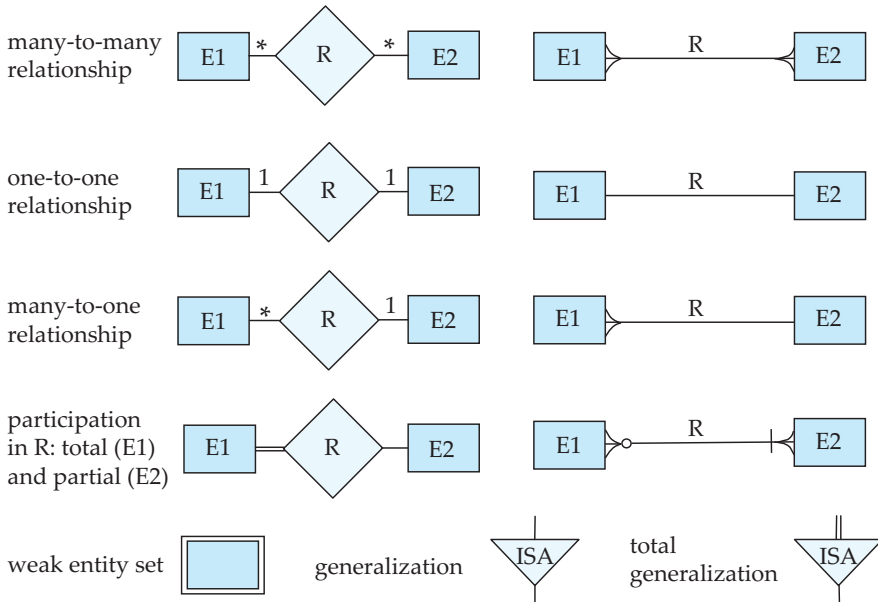 many-to-many
relationship
E1 * R * E2
E1 R E2
one-to-one
relationship
E1 1 R 1 E2
E1 R E2
many-to-one
relationship
E1 * R 1 E2
E1 R E2
participation
in R: total (E1)
and partial (E2)
E1 R E2
E1 R E2
weak entity set
generalization
ISA
total
generalization
ISA